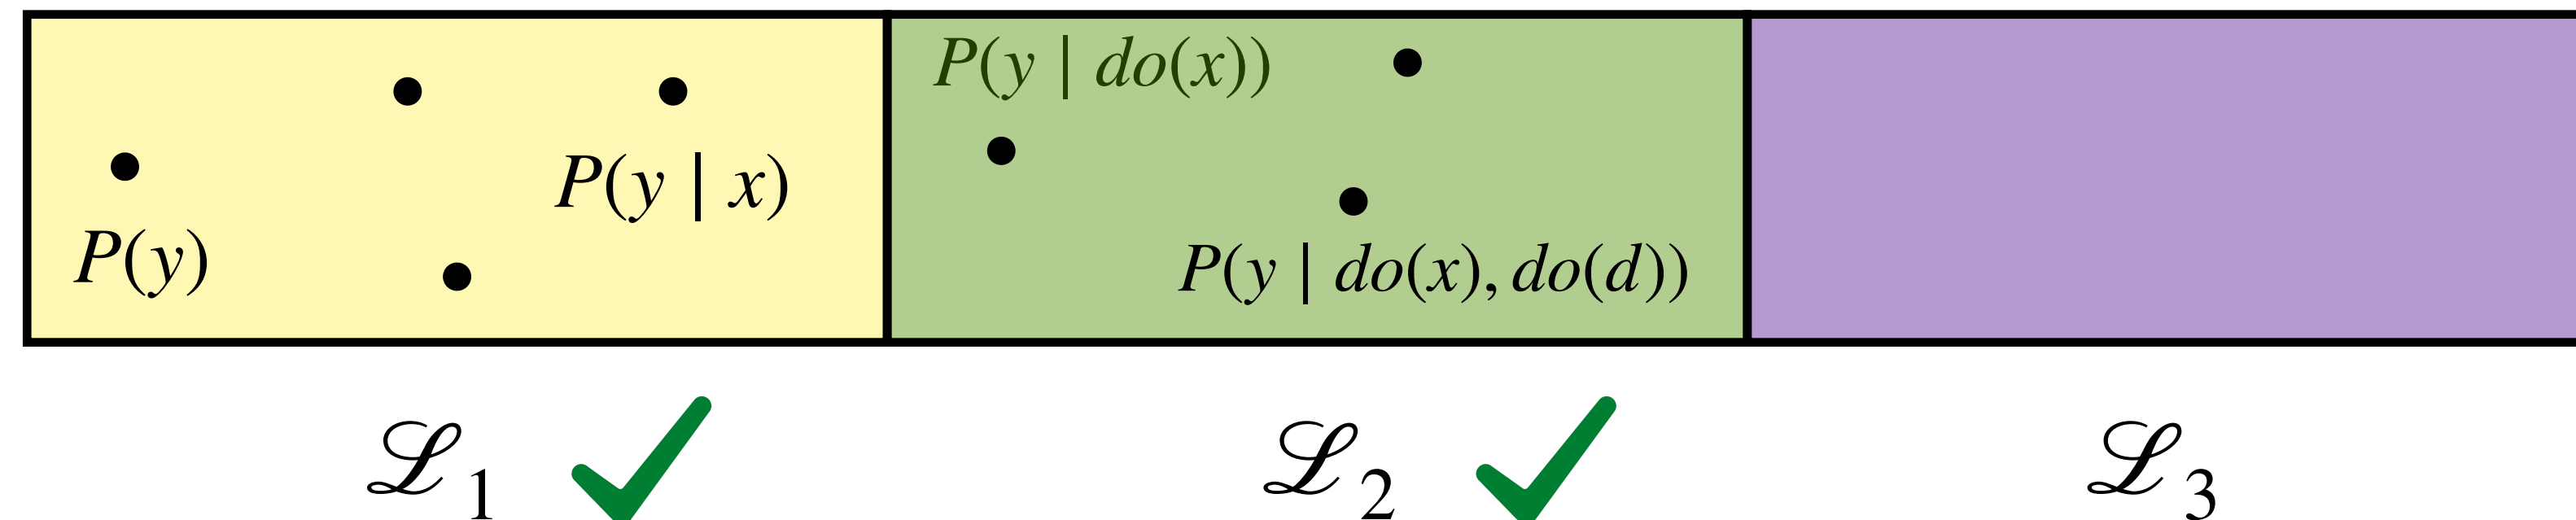 P(y | do(x))
P(y | x)
P(y)
P(y | do(x), do(d))
ℒ₁
ℒ₂
ℒ₃